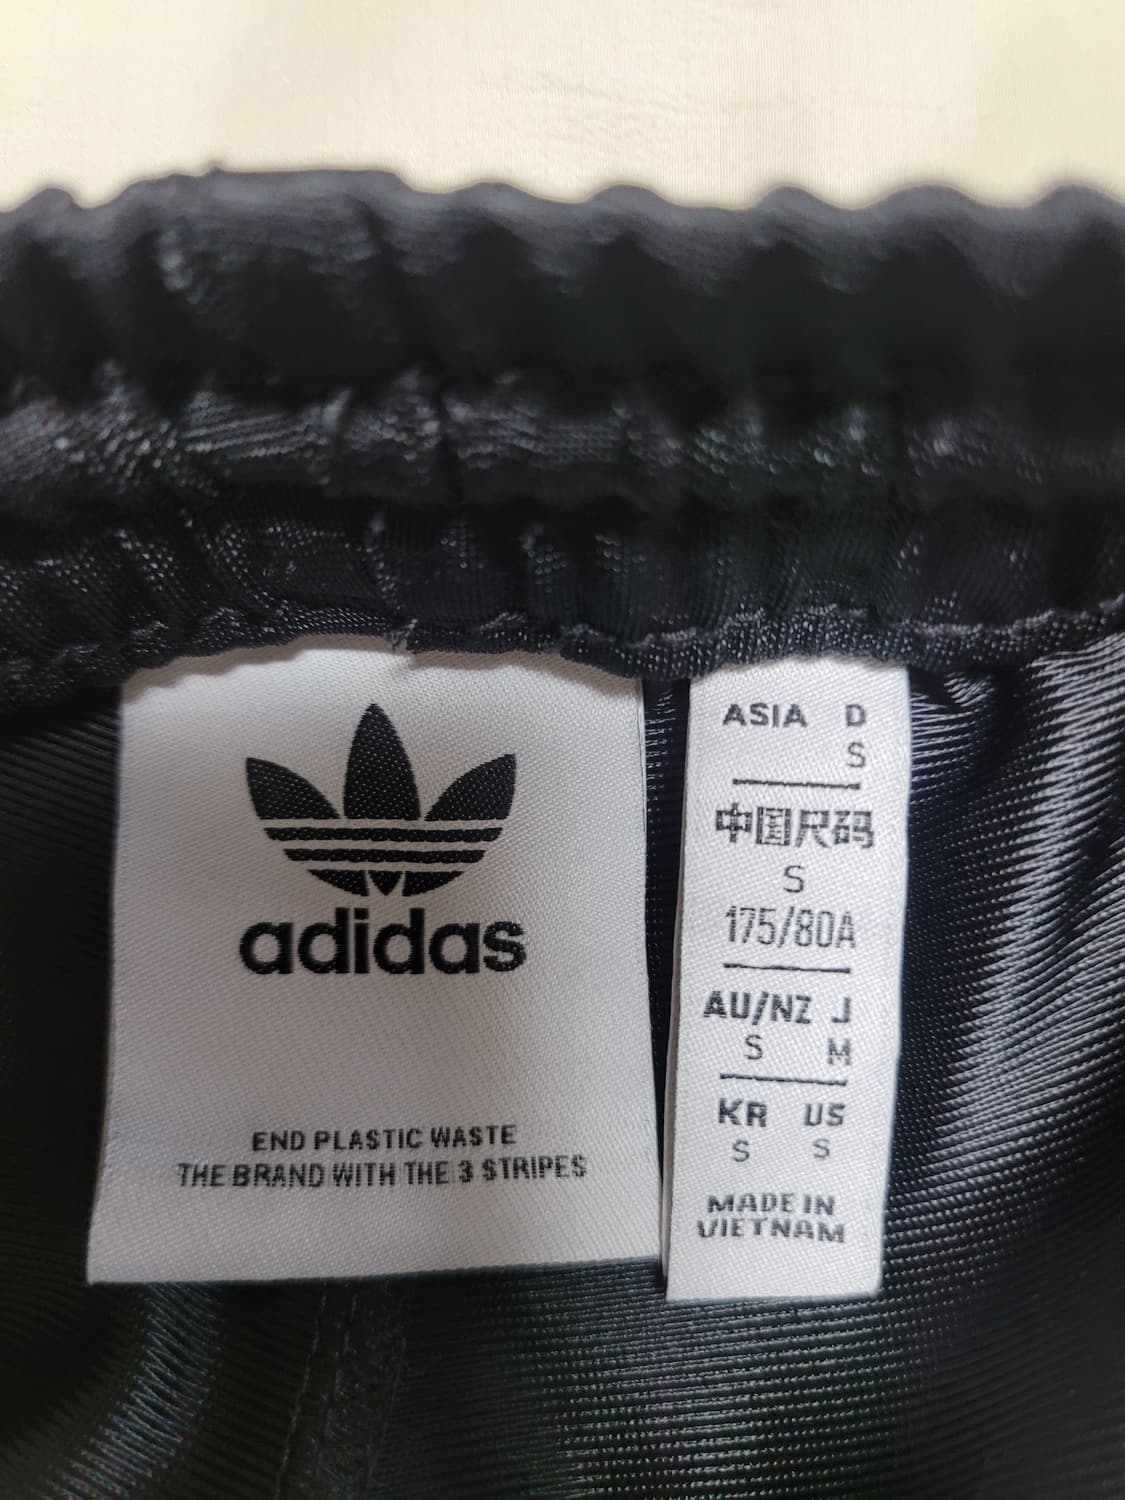 adidas
END PLASTIC WASTE
THE BRAND WITH THE 3 STRIPES
ASIA D
S
中国尺码
S
175/80A
AU/NZ J
S M
KR US
S S
MADE IN
VIETNAM